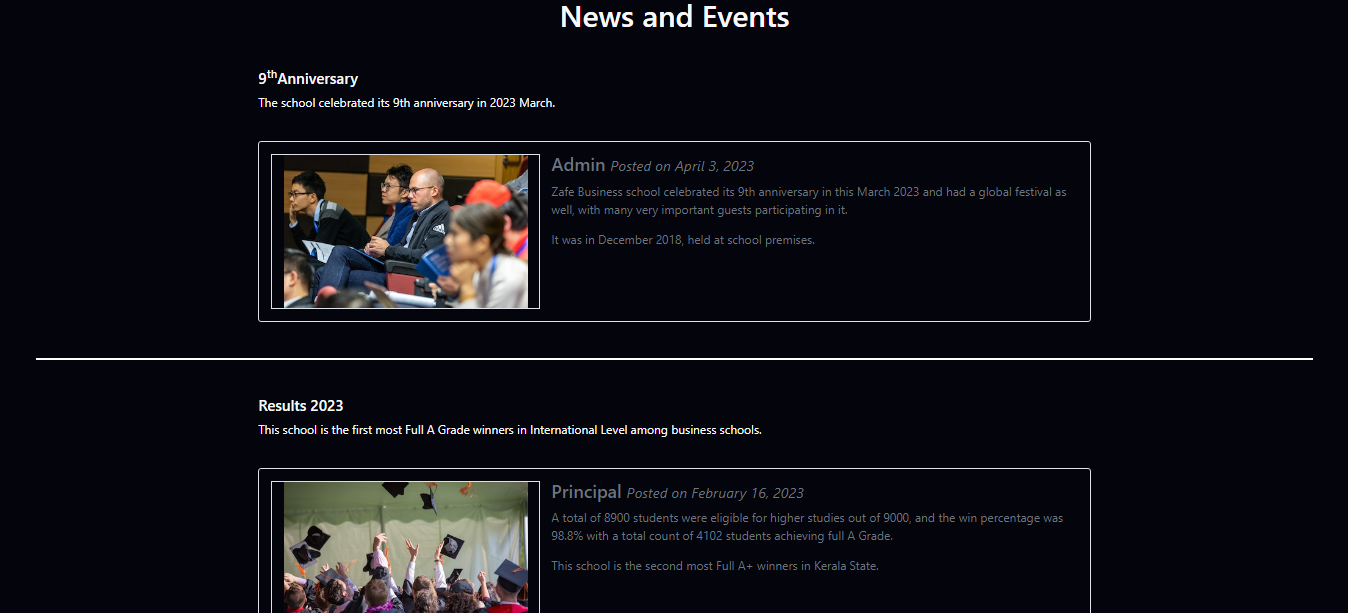 News and Events
9thAnniversary
The school celebrated its 9th anniversary in 2023 March.
Admin Posted on April 3, 2023
Zafe Business school celebrated its 9th anniversary in this March 2023 and had a global festival as
well, with many very important guests participating in it.
It was in December 2018, held at school premises.
Results 2023
This school is the first most Full A Grade winners in International Level among business schools.
Principal Posted on February 16, 2023
A total of 8900 students were eligible for higher studies out of 9000, and the win percentage was
98.8% with a total count of 4102 students achieving full A Grade.
This school is the second most Full A+ winners in Kerala State.